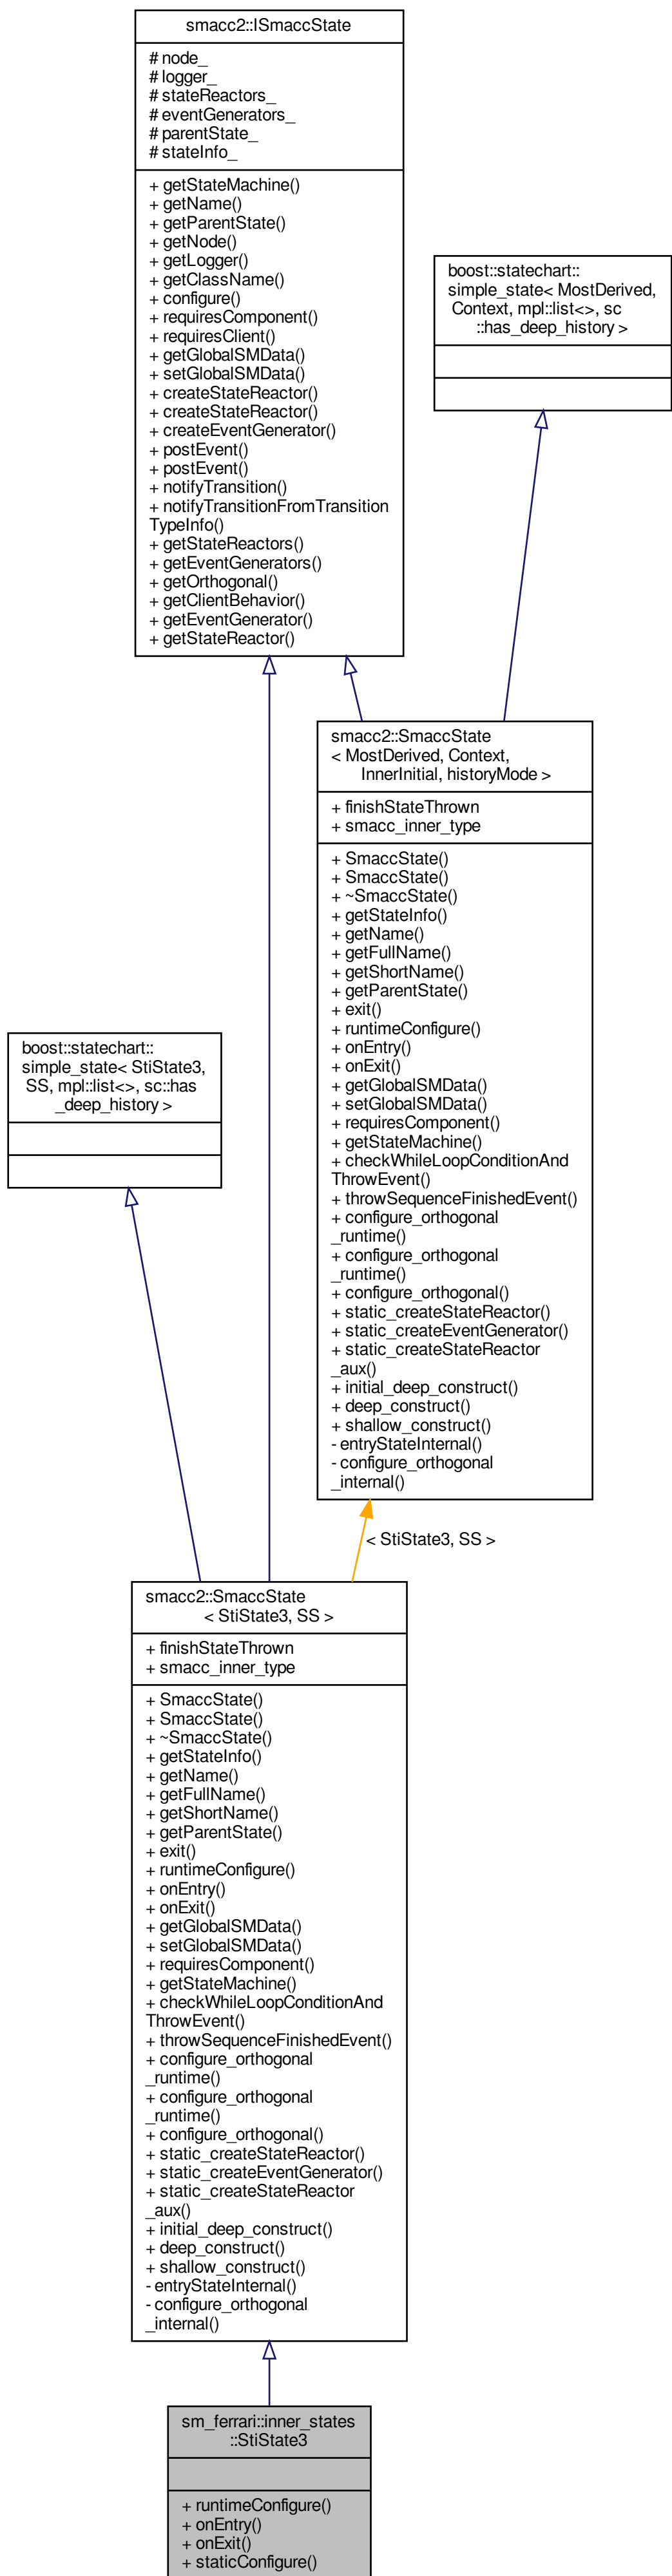 smacc2::ISmaccState
# node_
# logger_
# stateReactors_
# eventGenerators_
# parentState_
# stateInfo_
+ getStateMachine()
+ getName()
+ getParentState()
+ getNode()
+ getLogger()
+ getClassName()
+ configure()
+ requiresComponent()
+ requiresClient()
+ getGlobalSMData()
+ setGlobalSMData()
+ createStateReactor()
+ createStateReactor()
+ createEventGenerator()
+ postEvent()
+ postEvent()
+ notifyTransition()
+ notifyTransitionFromTransition
TypeInfo()
+ getStateReactors()
+ getEventGenerators()
+ getOrthogonal()
+ getClientBehavior()
+ getEventGenerator()
+ getStateReactor()
boost::statechart::
simple_state< MostDerived,
Context, mpl::list<>, sc
::has_deep_history >
smacc2::SmaccState
< MostDerived, Context,
InnerInitial, historyMode >
+ finishStateThrown
+ smacc_inner_type
+ SmaccState()
+ SmaccState()
+ ~SmaccState()
+ getStateInfo()
+ getName()
+ getFullName()
+ getShortName()
+ getParentState()
+ exit()
+ runtimeConfigure()
+ onEntry()
+ onExit()
+ getGlobalSMData()
+ setGlobalSMData()
+ requiresComponent()
+ getStateMachine()
+ checkWhileLoopConditionAnd
ThrowEvent()
+ throwSequenceFinishedEvent()
+ configure_orthogonal
_runtime()
+ configure_orthogonal
_runtime()
+ configure_orthogonal()
+ static_createStateReactor()
+ static_createEventGenerator()
+ static_createStateReactor
_aux()
+ initial_deep_construct()
+ deep_construct()
+ shallow_construct()
- entryStateInternal()
- configure_orthogonal
_internal()
boost::statechart::
simple_state< StiState3,
SS, mpl::list<>, sc::has
_deep_history >
< StiState3, SS >
smacc2::SmaccState
< StiState3, SS >
+ finishStateThrown
+ smacc_inner_type
+ SmaccState()
+ SmaccState()
+ ~SmaccState()
+ getStateInfo()
+ getName()
+ getFullName()
+ getShortName()
+ getParentState()
+ exit()
+ runtimeConfigure()
+ onEntry()
+ onExit()
+ getGlobalSMData()
+ setGlobalSMData()
+ requiresComponent()
+ getStateMachine()
+ checkWhileLoopConditionAnd
ThrowEvent()
+ throwSequenceFinishedEvent()
+ configure_orthogonal
_runtime()
+ configure_orthogonal
_runtime()
+ configure_orthogonal()
+ static_createStateReactor()
+ static_createEventGenerator()
+ static_createStateReactor
_aux()
+ initial_deep_construct()
+ deep_construct()
+ shallow_construct()
- entryStateInternal()
- configure_orthogonal
_internal()
sm_ferrari::inner_states
::StiState3
+ runtimeConfigure()
+ onEntry()
+ onExit()
+ staticConfigure()